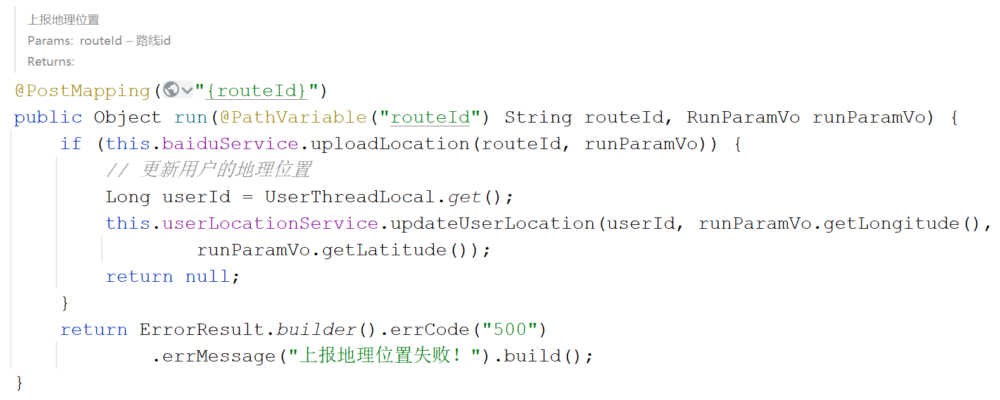 上报地理位置
Params: routeId – 路线id
Returns:
@PostMapping("{routeId}")
public Object run(@PathVariable("routeId") String routeId, RunParamVo runParamVo) {
if (this.baiduService.uploadLocation(routeId, runParamVo)) {
// 更新用户的地理位置
Long userId = UserThreadLocal.get();
this.userLocationService.updateUserLocation(userId, runParamVo.getLongitude(),
runParamVo.getLatitude());
return null;
}
return ErrorResult.builder().errCode("500")
.errMessage("上报地理位置失败！").build();
}